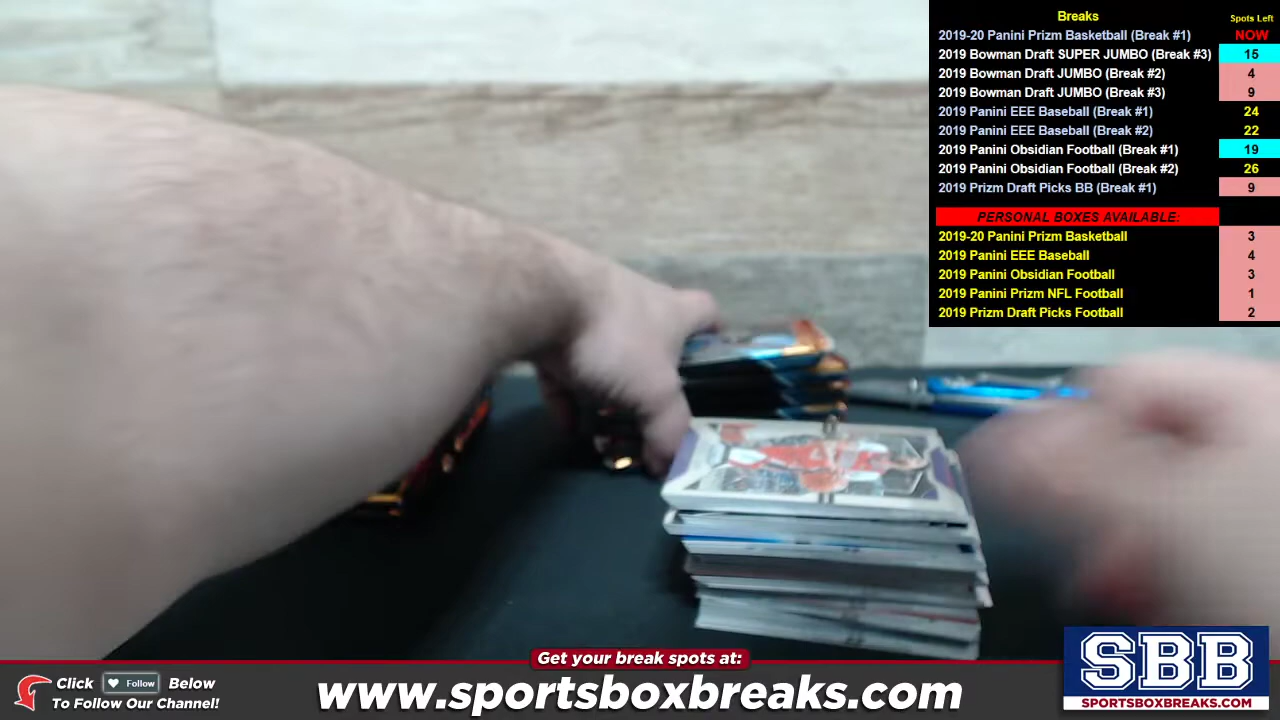 Breaks Spots Left
2019-20 Panini Prizm Basketball (Break #1) NOW
2019 Bowman Draft SUPER JUMBO (Break #3) 15
2019 Bowman Draft JUMBO (Break #2) 4
2019 Bowman Draft JUMBO (Break #3) 9
2019 Panini EEE Baseball (Break #1) 24
2019 Panini EEE Baseball (Break #2) 22
2019 Panini Obsidian Football (Break #1) 19
2019 Panini Obsidian Football (Break #2) 26
2019 Prizm Draft Picks BB (Break #1) 9
PERSONAL BOXES AVAILABLE:
2019-20 Panini Prizm Basketball 3
2019 Panini EEE Baseball 4
2019 Panini Obsidian Football 3
2019 Panini Prizm NFL Football 1
2019 Prizm Draft Picks Football 2
Get your break spots at:
Click Follow Below
To Follow Our Channel!
www.sportsboxbreaks.com
SBB
SPORTSBOXBREAKS.COM